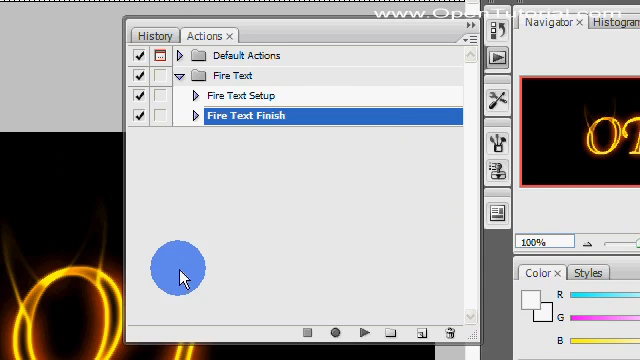 www.OpenTutorial.com
History Actions ×
Navigator × Histogram
Default Actions
Fire Text
Fire Text Setup
Fire Text Finish
OT
100%
Color × Styles
R
G
B